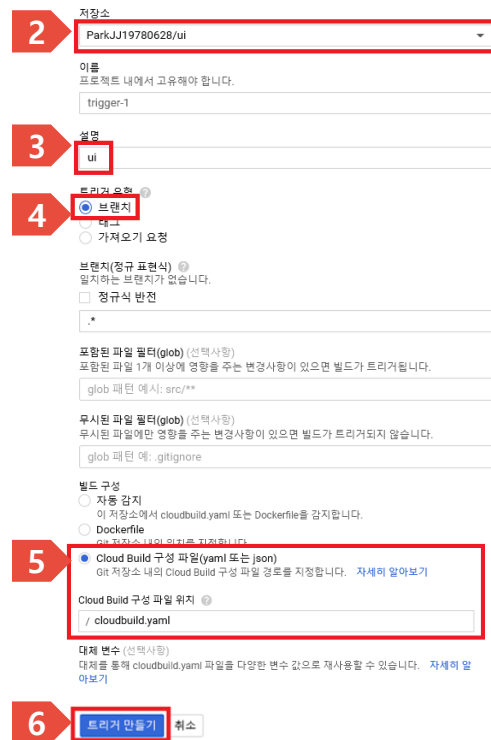 저장소
2
ParkJJ19780628/ui
이름
프로젝트 내에서 고유해야 합니다.
trigger-1
3
설명
ui
트리거 유형
4
브랜치
태그
가져오기 요청
브랜치(정규 표현식)
일치하는 브랜치가 없습니다.
정규식 반전
.*
포함된 파일 필터(glob) (선택사항)
포함된 파일 1개 이상에 영향을 주는 변경사항이 있으면 빌드가 트리거됩니다.
glob 패턴 예시: src/**
무시된 파일 필터(glob) (선택사항)
무시된 파일에만 영향을 주는 변경사항이 있으면 빌드가 트리거되지 않습니다.
glob 패턴 예: .gitignore
빌드 구성
자동 감지
이 저장소에서 cloudbuild.yaml 또는 Dockerfile을 감지합니다.
Dockerfile
Git 저장소 내의 위치를 지정합니다.
5
Cloud Build 구성 파일(yaml 또는 json)
Git 저장소 내의 Cloud Build 구성 파일 경로를 지정합니다. 자세히 알아보기
Cloud Build 구성 파일 위치
/ cloudbuild.yaml
대체 변수 (선택사항)
대체를 통해 cloudbuild.yaml 파일을 다양한 변수 값으로 재사용할 수 있습니다. 자세히 알
아보기
6
트리거 만들기 취소